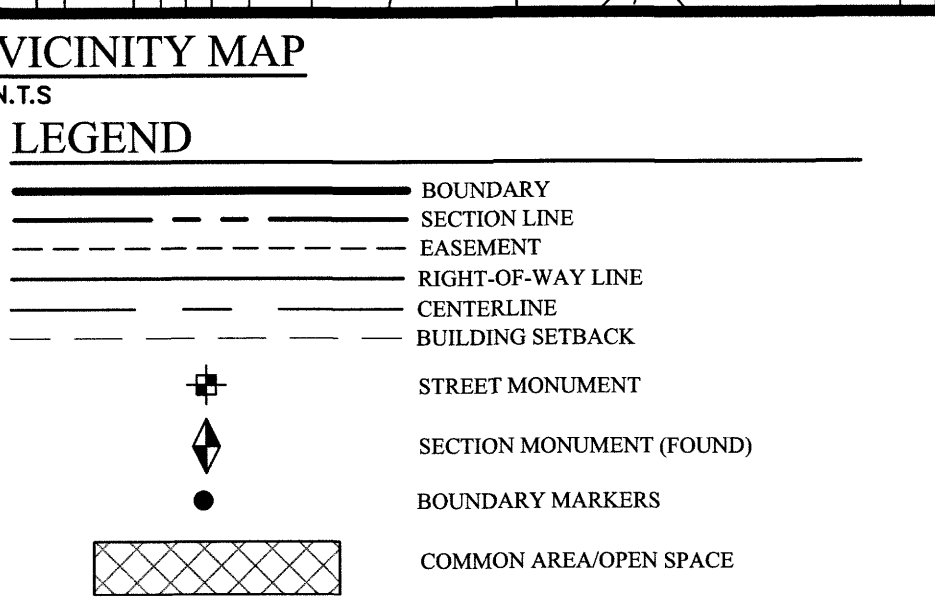 VICINITY MAP
N.T.S
LEGEND
BOUNDARY
SECTION LINE
EASEMENT
RIGHT-OF-WAY LINE
CENTERLINE
BUILDING SETBACK
STREET MONUMENT
SECTION MONUMENT (FOUND)
BOUNDARY MARKERS
COMMON AREA/OPEN SPACE